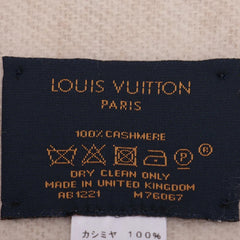 LOUIS VUITTON
PARIS
100% CASHMERE
P
DRY CLEAN ONLY
MADE IN UNITED KINGDOM
AB1221 M76067
カシミヤ 100%